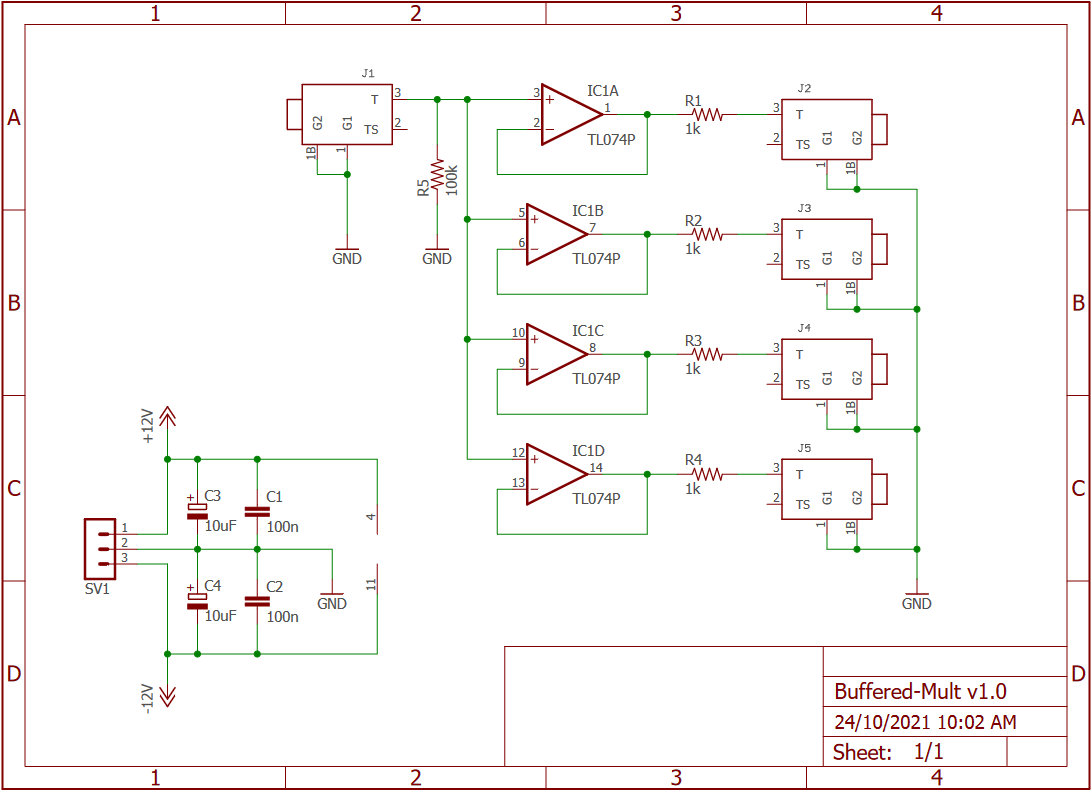 1 2 3 4
A A
B B
C C
D D
J1
T 3
TS 2
G2 G1
1B 1
GND
R5 100k
GND
3 + IC1A
1
2 −
TL074P
R1
1k
J2
3 T
2 TS
G1 G2
1 1B
5 + IC1B
7
6 −
TL074P
R2
1k
J3
3 T
2 TS
G1 G2
1 1B
10 + IC1C
8
9 −
TL074P
R3
1k
J4
3 T
2 TS
G1 G2
1 1B
12 + IC1D
14
13 −
TL074P
R4
1k
J5
3 T
2 TS
G1 G2
1 1B
GND
+12V
+ C3
10uF
C1
100n
4
1
2
3
SV1
+ C4
10uF
C2
100n
11
GND
-12V
Buffered-Mult v1.0
24/10/2021 10:02 AM
Sheet: 1/1
1 2 3 4